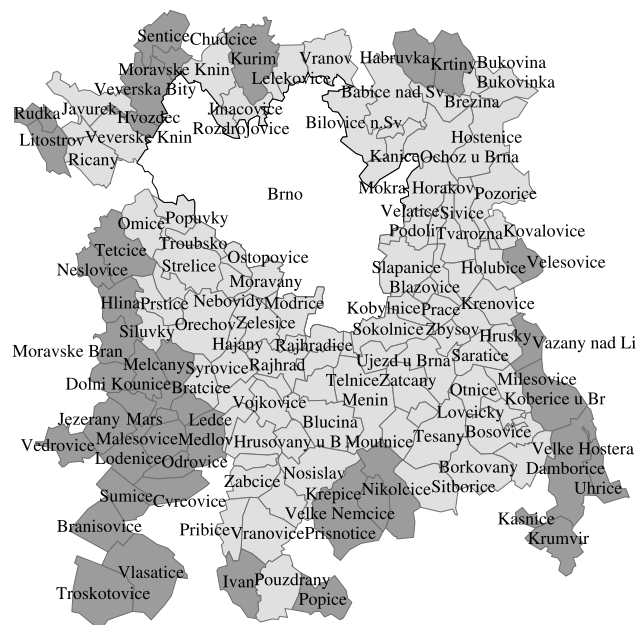 Sentice
Chudcice
Kurim
Vranov
Habruvka
Krtiny
Bukovina
Moravske Knin
Lelekovice
Bukovinka
Veverska Bity
Babice nad Sv
Brezina
Rudka
Javurek
Hvozdec
Jinacovice
Rozdrojovice
Bilovice n.Sv
Litostrov
Veverske Knin
Hostenice
Ricany
Kanice
Ochoz u Brna
Brno
Mokra
Horakov
Pozorice
Omice
Popuvky
Velatice
Sivice
Podoli
Tvarozna
Kovalovice
Tetcice
Troubsko
Ostopovice
Neslovice
Strelice
Slapanice
Holubice
Velesovice
Moravany
Blazovice
Hlina
Prstice
Nebovidy
Modrice
Kobylnice
Prace
Krenovice
Siluvky
Orechov
Zelesice
Sokolnice
Zbysov
Hrusky
Vazany nad Li
Moravske Bran
Hajany
Rajhradice
Saratice
Melcany
Syrovice
Rajhrad
Ujezd u Brna
Dolni Kounice
Bratcice
Telnice
Zatcany
Otnice
Milesovice
Vojkovice
Menin
Koberice u Br
Jezerany Mars
Ledce
Blucina
Lovcicky
Vedrovice
Malesovice
Medlov
Hrusovany u B
Moutnice
Tesany
Bosovice
Velke Hostera
Lodenice
Odrovice
Borkovany
Damborice
Sumice
Cvrcovice
Zabcice
Nosislav
Krepice
Nikolcice
Sitborice
Uhrice
Branisovice
Pribice
Vranovice
Velke Nemcice
Prisnotice
Kasnice
Krumvir
Vlasatice
Troskotovice
Ivan
Pouzdrany
Popice